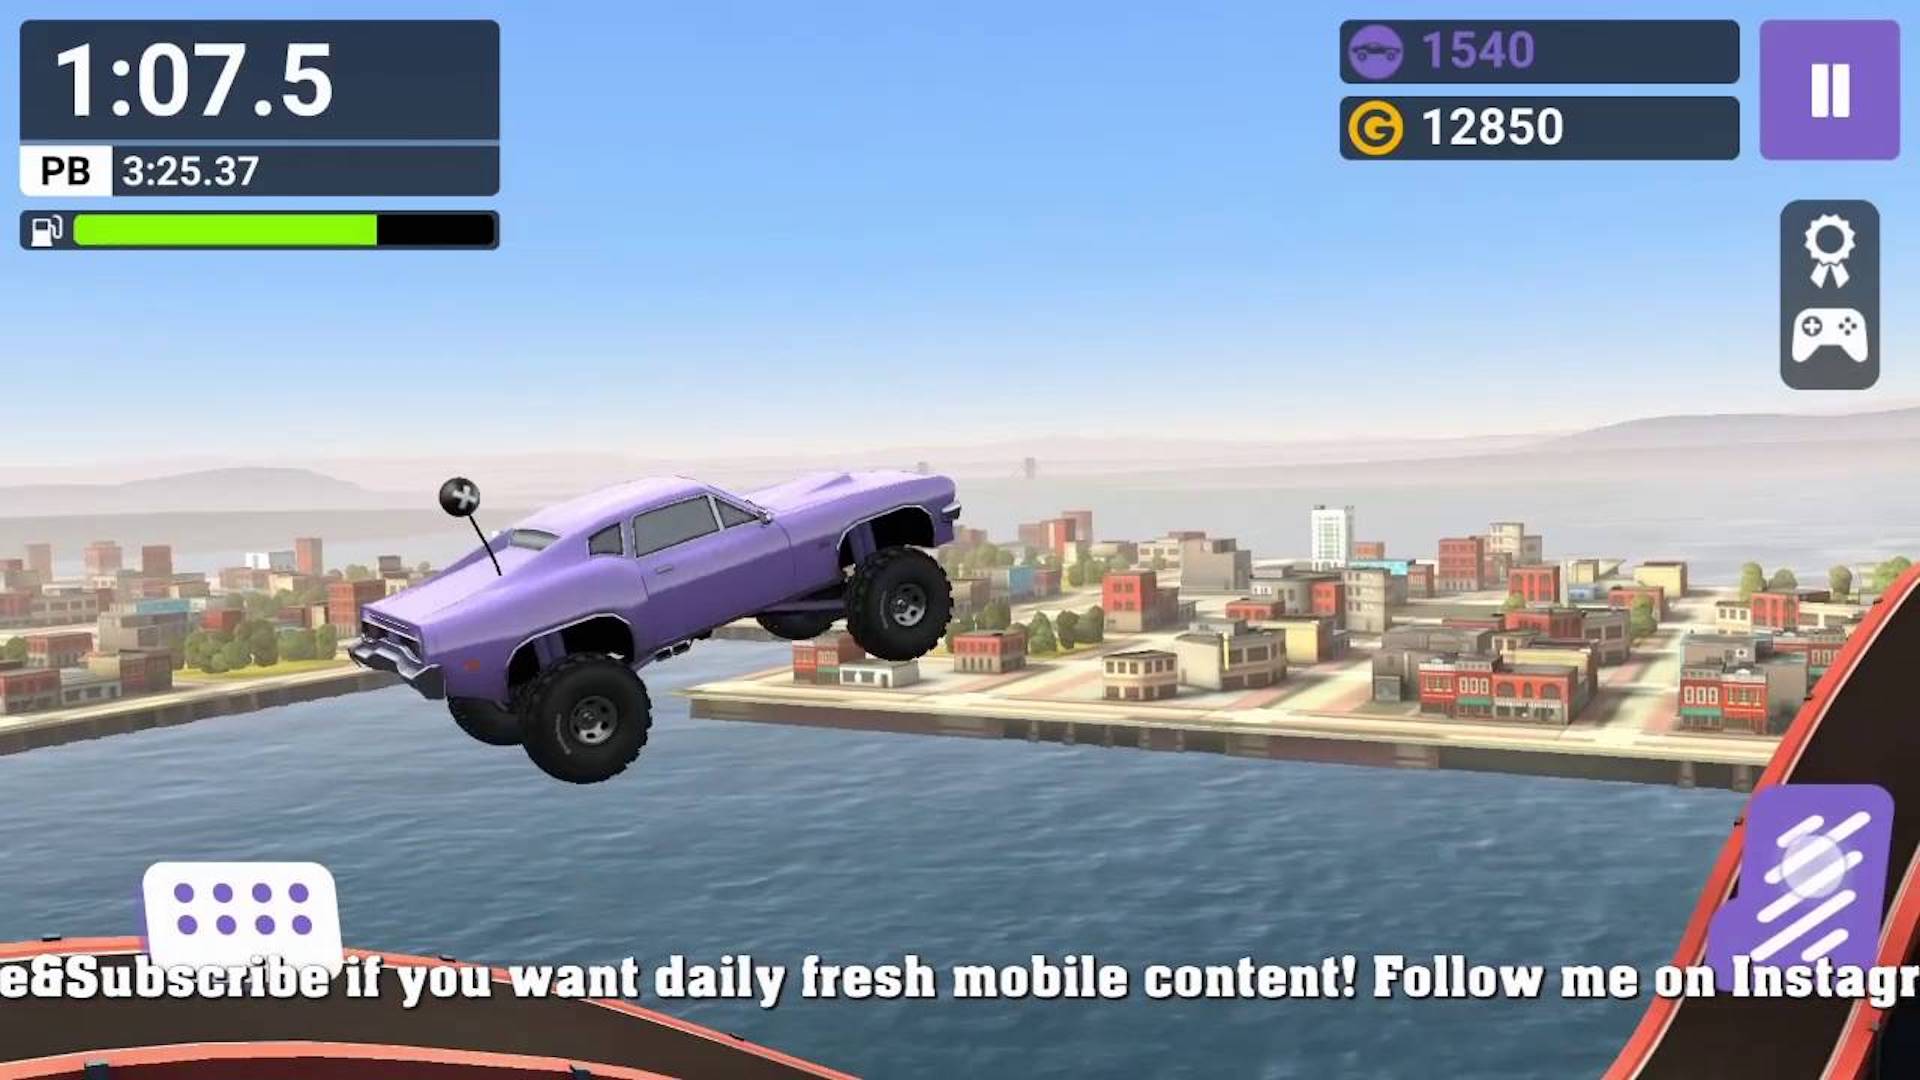 1:07.5
PB 3:25.37
1540
G 12850
e&Subscribe if you want daily fresh mobile content! Follow me on Instagr